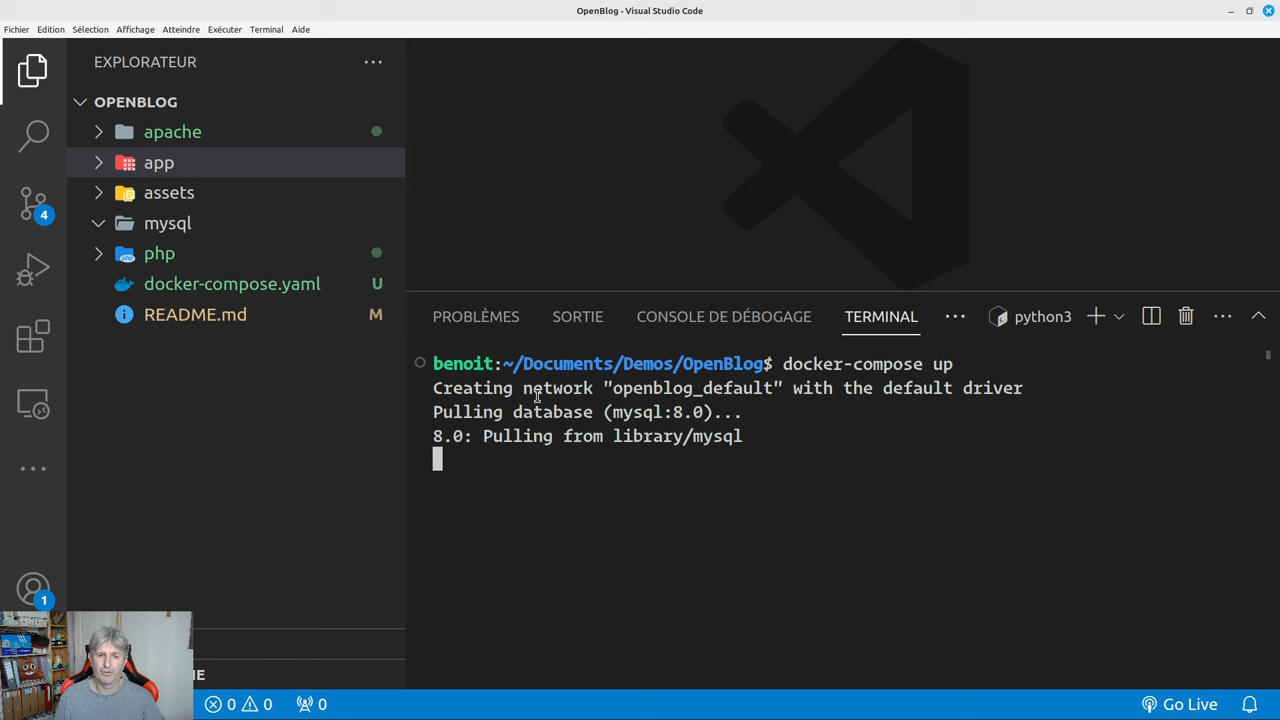 OpenBlog - Visual Studio Code
Fichier Edition Sélection Affichage Atteindre Exécuter Terminal Aide
EXPLORATEUR
OPENBLOG
apache
app
assets
mysql
php
docker-compose.yaml U
README.md M
4
1
PROBLÈMES SORTIE CONSOLE DE DÉBOGAGE TERMINAL python3
benoit:~/Documents/Demos/OpenBlog$ docker-compose up
Creating network "openblog_default" with the default driver
Pulling database (mysql:8.0)...
8.0: Pulling from library/mysql
0 0 0 Go Live